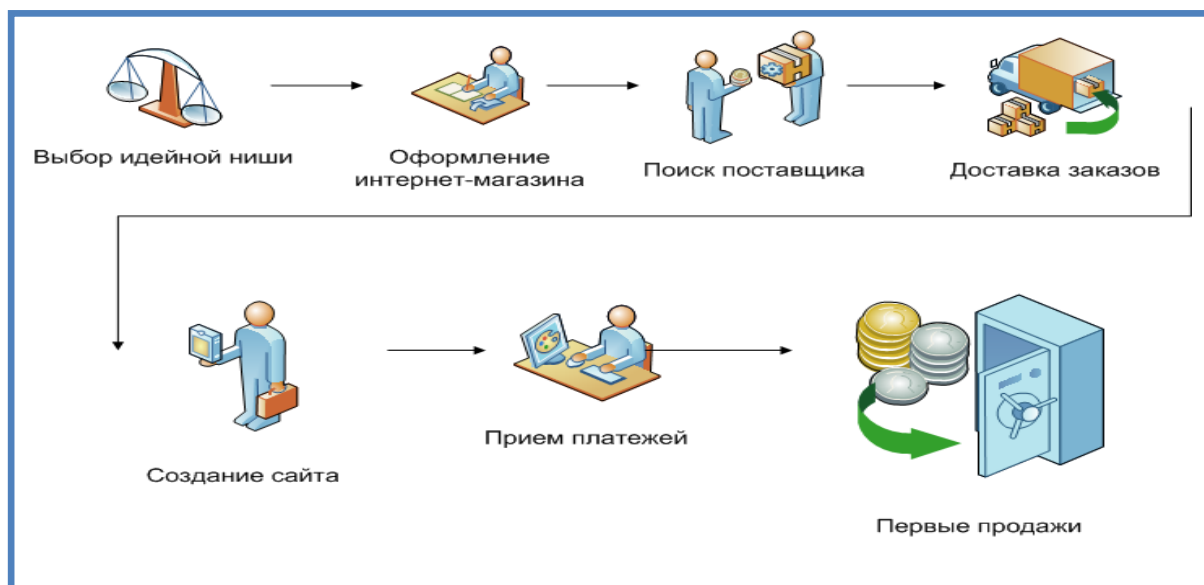 Выбор идейной ниши
Оформление
интернет-магазина
Поиск поставщика
Доставка заказов
Создание сайта
Прием платежей
Первые продажи